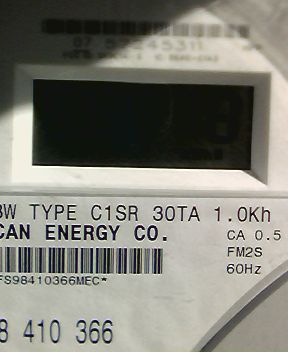 3W TYPE C1SR 30TA 1.0Kh
CAN ENERGY CO.
CA 0.5
FM2S
60Hz
FS98410366MEC*
8 410 366